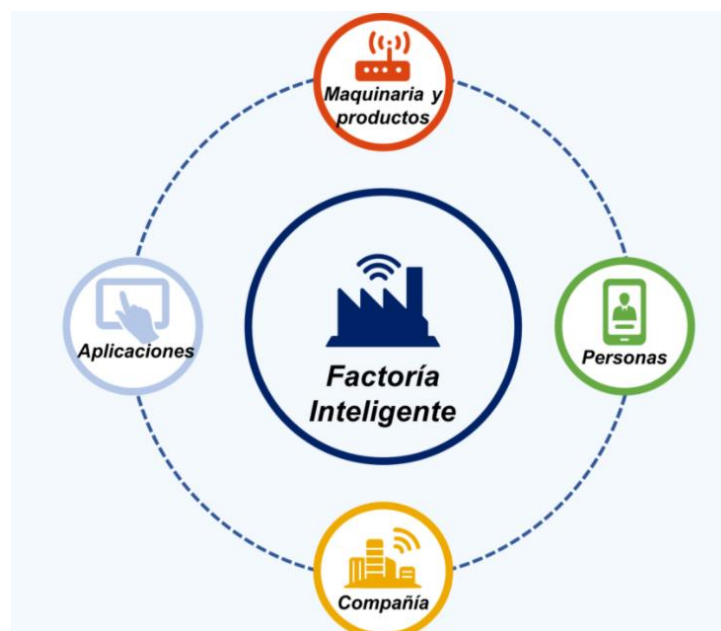 Maquinaria y
productos
Aplicaciones
Factoría
Inteligente
Personas
Compañía